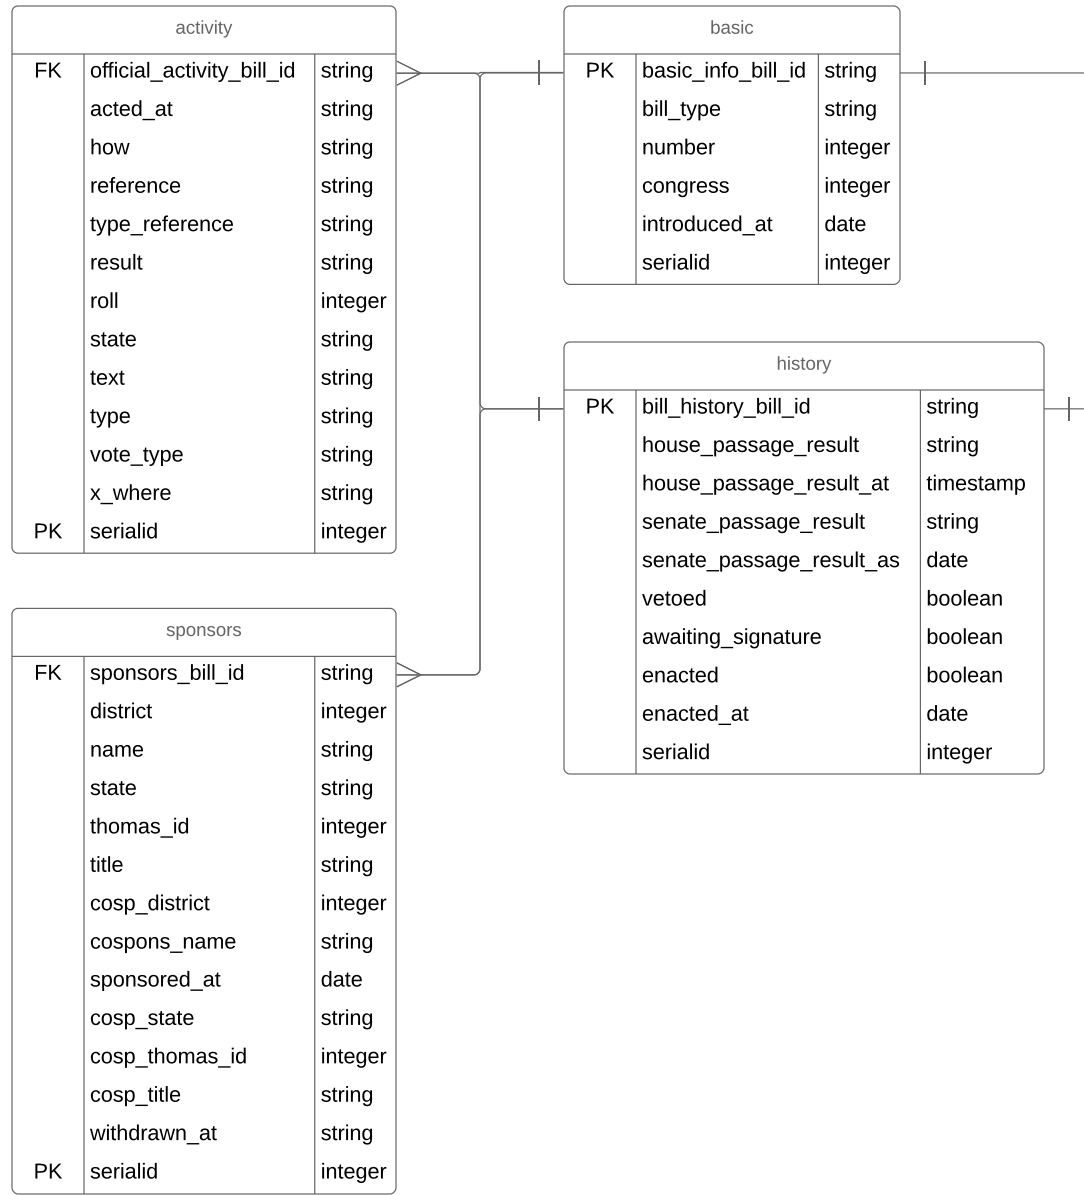 activity
FK official_activity_bill_id string
acted_at string
how string
reference string
type_reference string
result string
roll integer
state string
text string
type string
vote_type string
x_where string
PK serialid integer
basic
PK basic_info_bill_id string
bill_type string
number integer
congress integer
introduced_at date
serialid integer
history
PK bill_history_bill_id string
house_passage_result string
house_passage_result_at timestamp
senate_passage_result string
senate_passage_result_as date
vetoed boolean
awaiting_signature boolean
enacted boolean
enacted_at date
serialid integer
sponsors
FK sponsors_bill_id string
district integer
name string
state string
thomas_id integer
title string
cosp_district integer
cospons_name string
sponsored_at date
cosp_state string
cosp_thomas_id integer
cosp_title string
withdrawn_at string
PK serialid integer